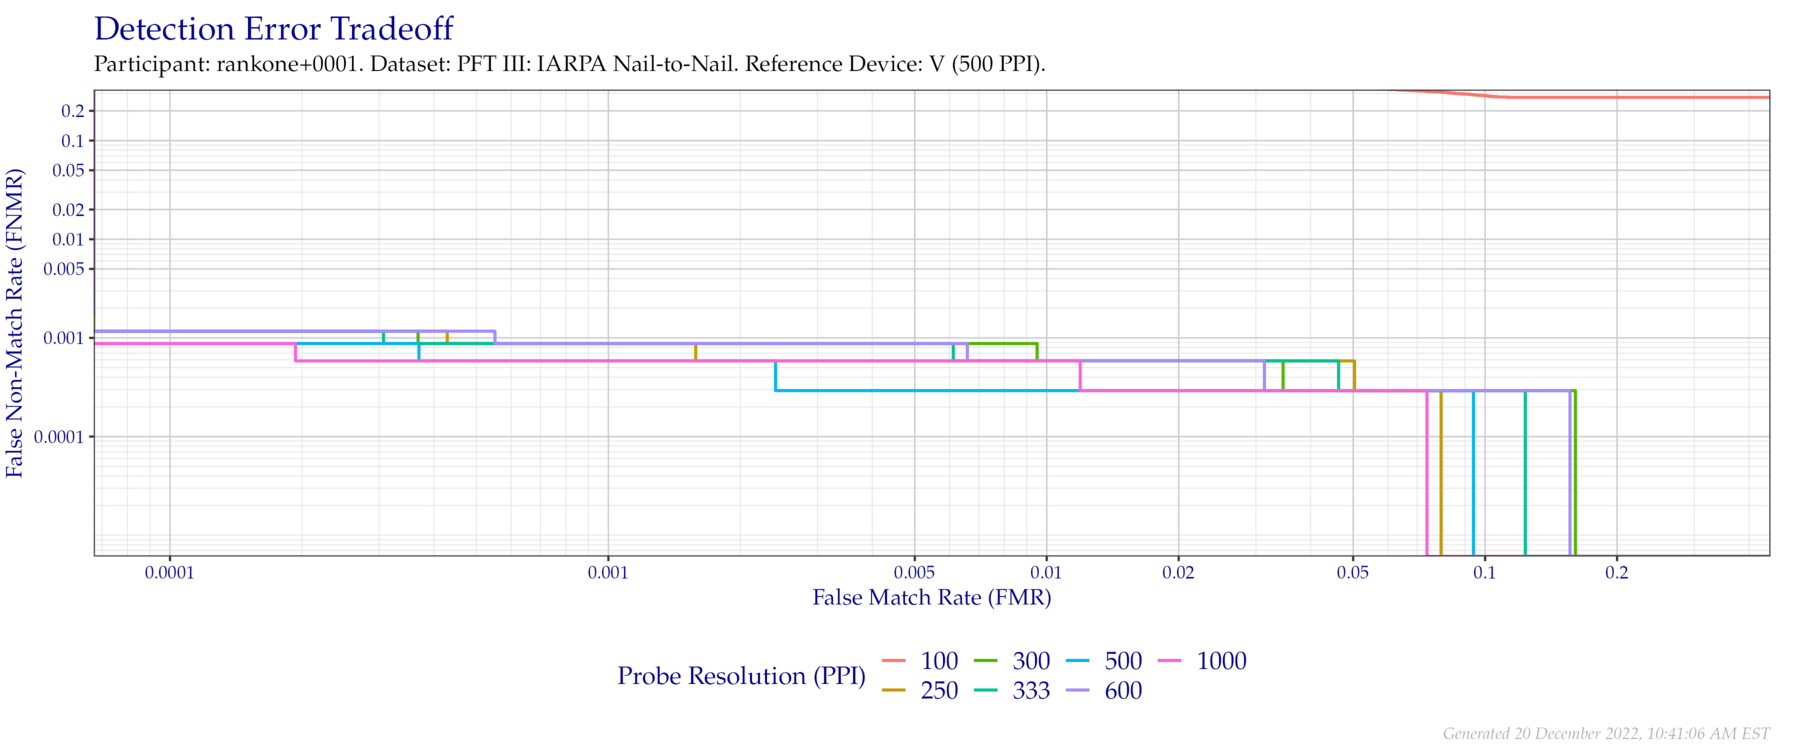 Detection Error Tradeoff
Participant: rankone+0001. Dataset: PFT III: IARPA Nail-to-Nail. Reference Device: V (500 PPI).
False Non-Match Rate (FNMR)
0.2
0.1
0.05
0.02
0.01
0.005
0.001
0.0001
0.0001 0.001 0.005 0.01 0.02 0.05 0.1 0.2
False Match Rate (FMR)
Probe Resolution (PPI)
100 300 500 1000
250 333 600
Generated 20 December 2022, 10:41:06 AM EST